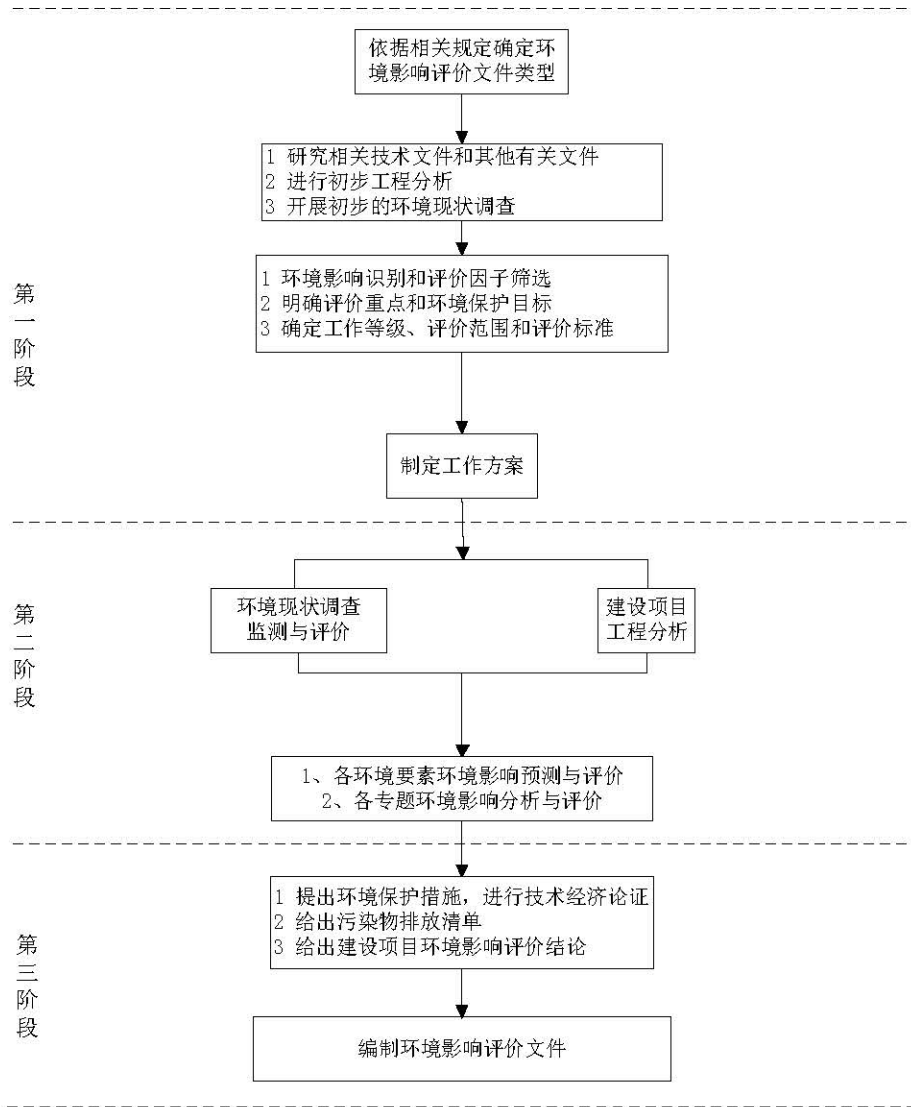 依据相关规定确定环
境影响评价文件类型
1 研究相关技术文件和其他有关文件
2 进行初步工程分析
3 开展初步的环境现状调查
1 环境影响识别和评价因子筛选
2 明确评价重点和环境保护目标
3 确定工作等级、评价范围和评价标准
第
一
阶
段
制定工作方案
第
二
阶
段
环境现状调查
监测与评价
建设项目
工程分析
1、各环境要素环境影响预测与评价
2、各专题环境影响分析与评价
第
三
阶
段
1 提出环境保护措施，进行技术经济论证
2 给出污染物排放清单
3 给出建设项目环境影响评价结论
编制环境影响评价文件